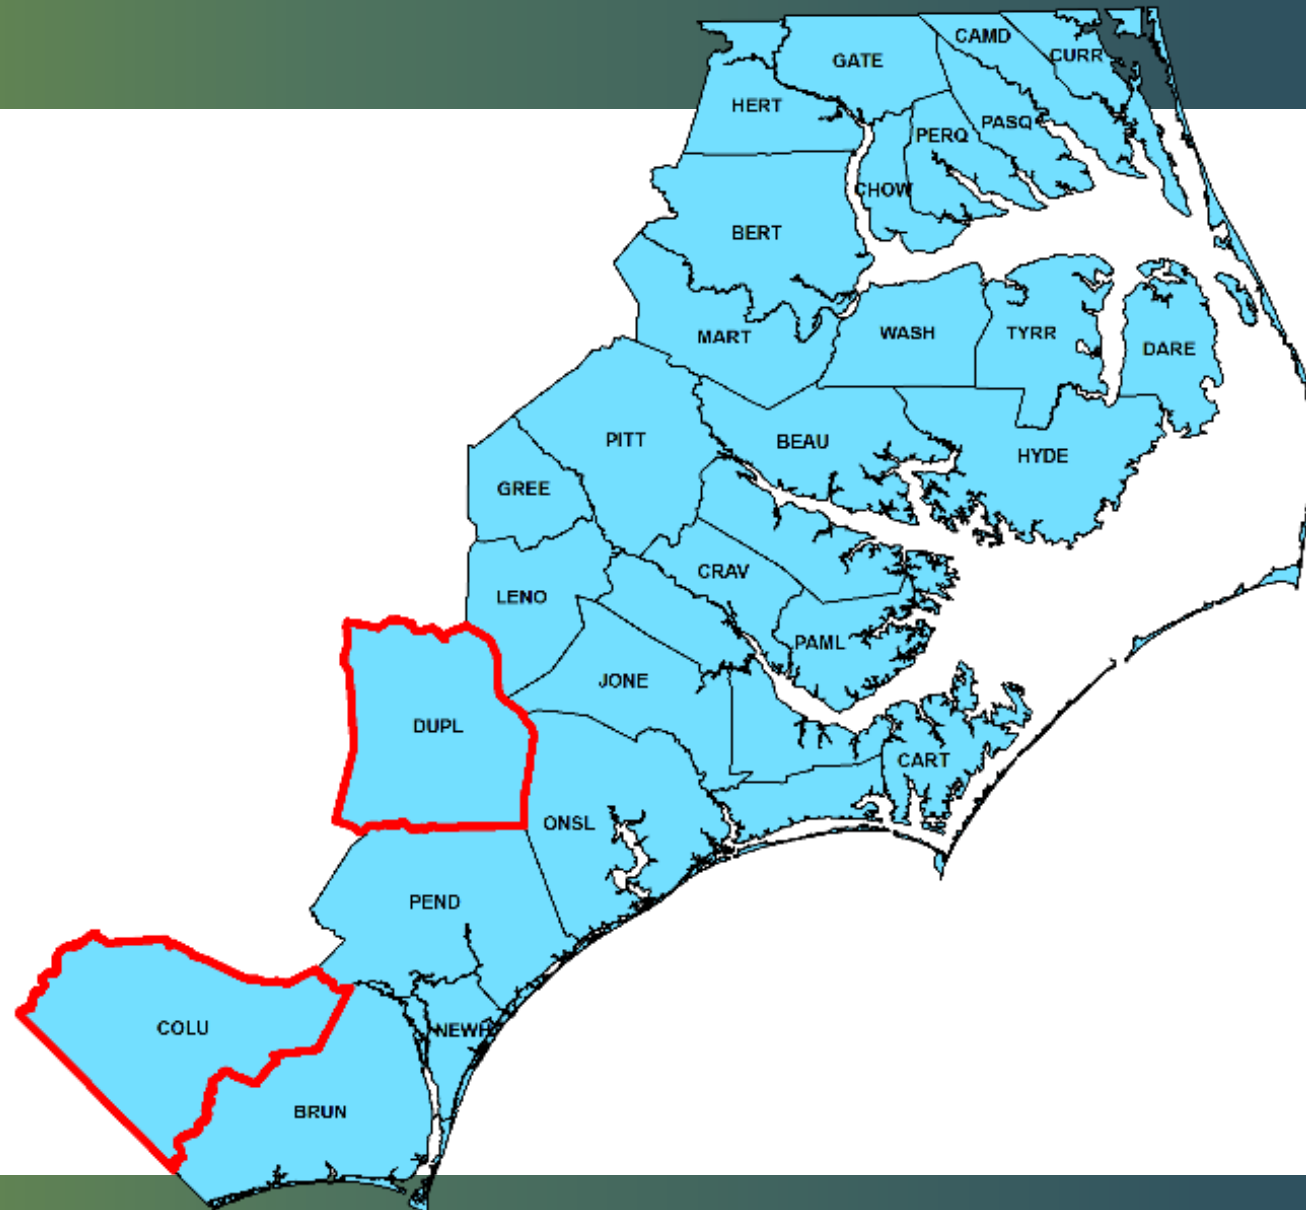 CAMD
CURR
GATE
HERT
PASQ
PERQ
CHOW
BERT
MART
WASH
TYRR
DARE
PITT
BEAU
HYDE
GREE
CRAV
LENO
PAML
JONE
DUPL
CART
ONSL
PEND
COLU
NEWH
BRUN